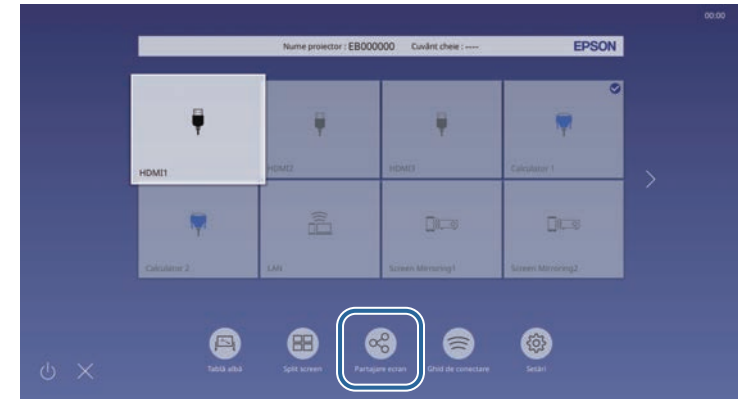 00:00
Nume proiector : EB000000 Cuvânt cheie : ----- EPSON
HDMI1 HDMI2 HDMI3 Calculator 1
Calculator 2 LAN Screen Mirroring1 Screen Mirroring2
Tablă albă Split screen Partajare ecran Ghid de conectare Setări